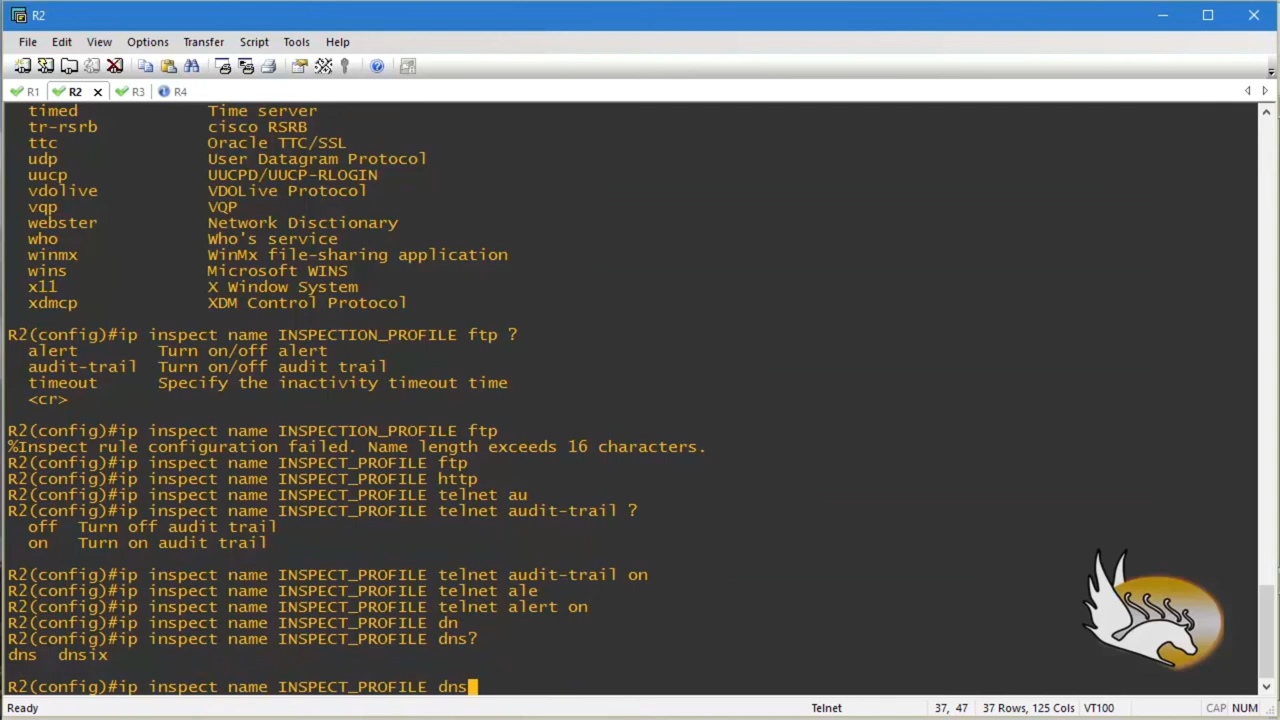 R2
File Edit View Options Transfer Script Tools Help
R1 R2 X R3 R4
timed Time server
tr-rsrb cisco RSRB
ttc Oracle TTC/SSL
udp User Datagram Protocol
uucp UUCPD/UUCP-RLOGIN
vdolive VDOLive Protocol
vqp VQP
webster Network Disctionary
who Who's service
winmx WinMx file-sharing application
wins Microsoft WINS
x11 X Window System
xdmcp XDM Control Protocol
R2(config)#ip inspect name INSPECTION_PROFILE ftp ?
alert Turn on/off alert
audit-trail Turn on/off audit trail
timeout Specify the inactivity timeout time
<cr>
R2(config)#ip inspect name INSPECTION_PROFILE ftp
%Inspect rule configuration failed. Name length exceeds 16 characters.
R2(config)#ip inspect name INSPECT_PROFILE ftp
R2(config)#ip inspect name INSPECT_PROFILE http
R2(config)#ip inspect name INSPECT_PROFILE telnet au
R2(config)#ip inspect name INSPECT_PROFILE telnet audit-trail ?
off Turn off audit trail
on Turn on audit trail
R2(config)#ip inspect name INSPECT_PROFILE telnet audit-trail on
R2(config)#ip inspect name INSPECT_PROFILE telnet ale
R2(config)#ip inspect name INSPECT_PROFILE telnet alert on
R2(config)#ip inspect name INSPECT_PROFILE dn
R2(config)#ip inspect name INSPECT_PROFILE dns?
dns dnsix
R2(config)#ip inspect name INSPECT_PROFILE dns
Ready Telnet 37, 47 37 Rows, 125 Cols VT100 CAP NUM